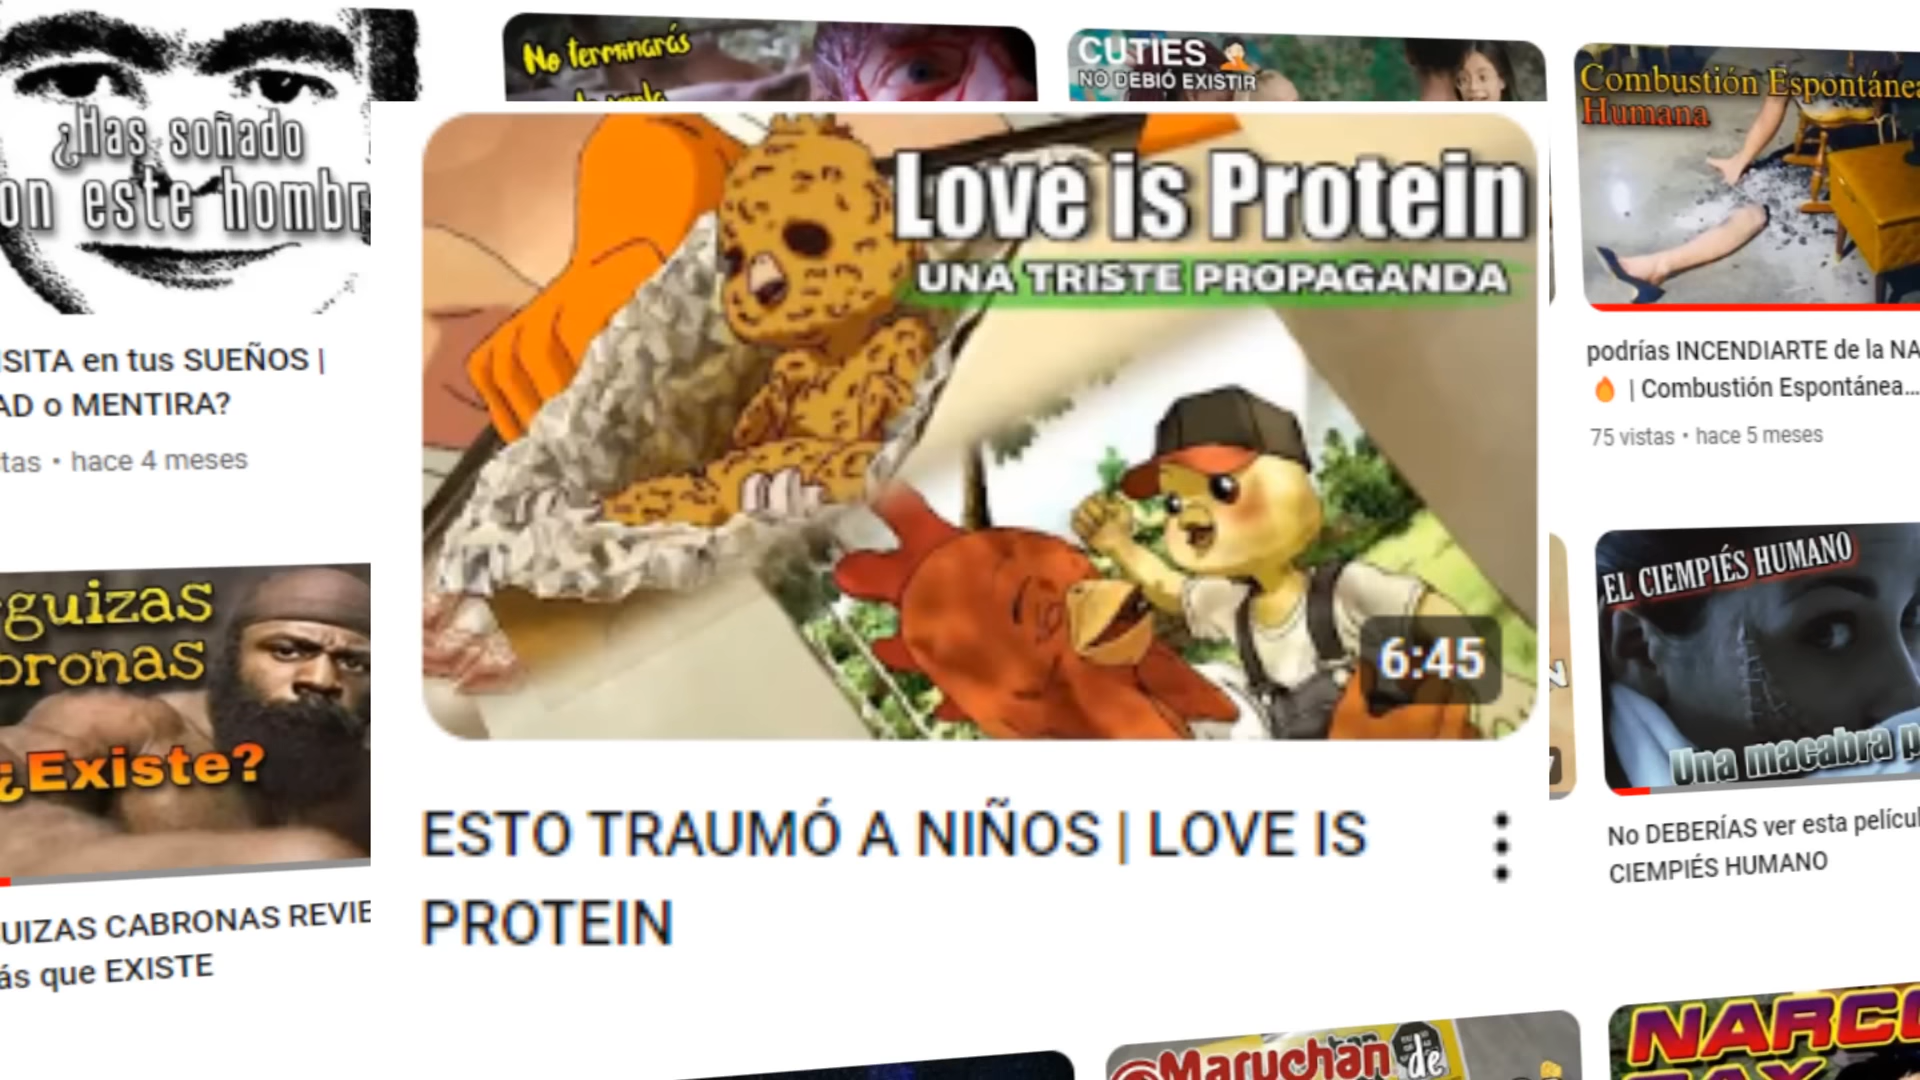 ¿Has soñado
on este hombr
SITA en tus SUEÑOS |
AD o MENTIRA?
tas • hace 4 meses
No terminarás
CUTIES
NO DEBIÓ EXISTIR
Combustión Espontánea
Humana
podrías INCENDIARTE de la NA
| Combustión Espontánea...
75 vistas • hace 5 meses
Love is Protein
UNA TRISTE PROPAGANDA
6:45
ESTO TRAUMÓ A NIÑOS | LOVE IS
PROTEIN
guizas
bronas
¿Existe?
UIZAS CABRONAS REVIE
ás que EXISTE
EL CIEMPIÉS HUMANO
Una macabra p
No DEBERÍAS ver esta películ
CIEMPIÉS HUMANO
Maruchan de
NARCO